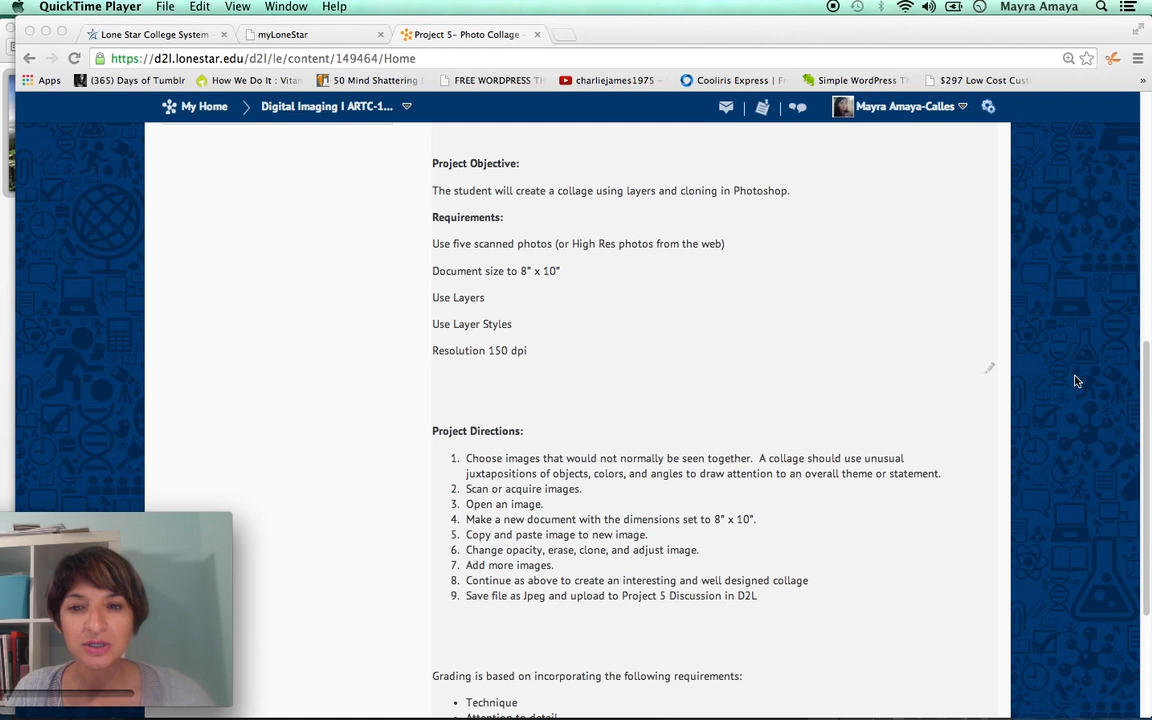 QuickTime Player File Edit View Window Help Mayra Amaya
Lone Star College System - myLoneStar Project 5- Photo Collage -
https://d2l.lonestar.edu/d2l/le/content/149464/Home
Apps (365) Days of Tumblr How We Do It : Vitam 50 Mind Shattering FREE WORDPRESS TH charliejames1975 - Cooliris Express | Fr Simple WordPress Th $297 Low Cost Cust »
My Home Digital Imaging I ARTC-1... Mayra Amaya-Calles
Project Objective:
The student will create a collage using layers and cloning in Photoshop.
Requirements:
Use five scanned photos (or High Res photos from the web)
Document size to 8" x 10"
Use Layers
Use Layer Styles
Resolution 150 dpi
Project Directions:
1. Choose images that would not normally be seen together. A collage should use unusual
juxtapositions of objects, colors, and angles to draw attention to an overall theme or statement.
2. Scan or acquire images.
3. Open an image.
4. Make a new document with the dimensions set to 8" x 10".
5. Copy and paste image to new image.
6. Change opacity, erase, clone, and adjust image.
7. Add more images.
8. Continue as above to create an interesting and well designed collage
9. Save file as Jpeg and upload to Project 5 Discussion in D2L
Grading is based on incorporating the following requirements:
• Technique
• Attention to detail